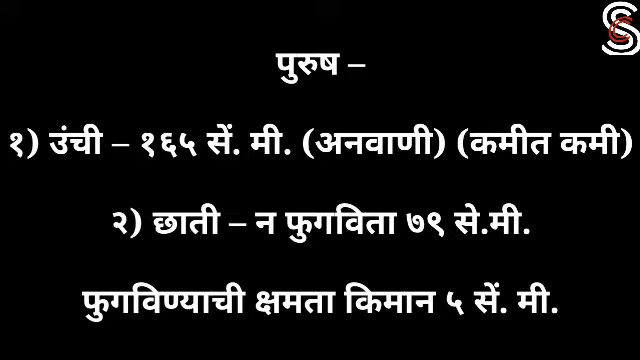 पुरुष –
१) उंची – १६५ सें. मी. (अनवाणी) (कमीत कमी)
२) छाती – न फुगविता ७९ से.मी.
फुगविण्याची क्षमता किमान ५ सें. मी.